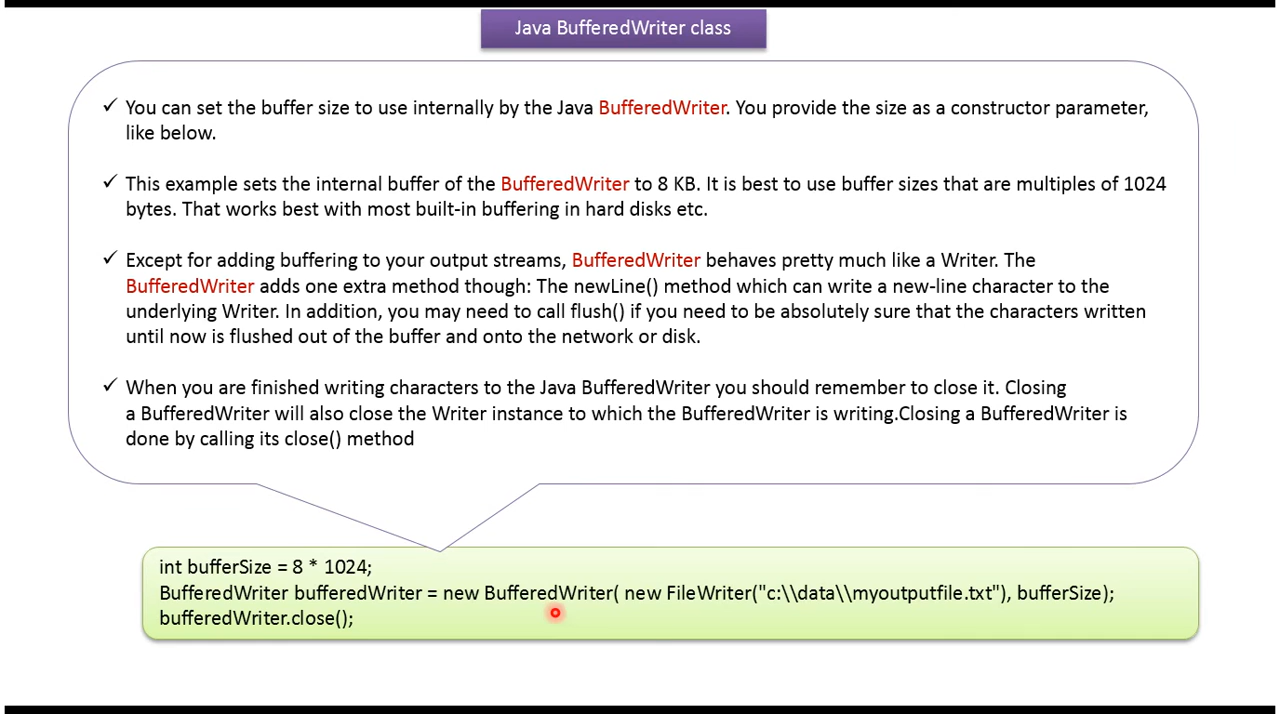 Java BufferedWriter class
✓ You can set the buffer size to use internally by the Java BufferedWriter. You provide the size as a constructor parameter,
like below.
✓ This example sets the internal buffer of the BufferedWriter to 8 KB. It is best to use buffer sizes that are multiples of 1024
bytes. That works best with most built-in buffering in hard disks etc.
✓ Except for adding buffering to your output streams, BufferedWriter behaves pretty much like a Writer. The
BufferedWriter adds one extra method though: The newLine() method which can write a new-line character to the
underlying Writer. In addition, you may need to call flush() if you need to be absolutely sure that the characters written
until now is flushed out of the buffer and onto the network or disk.
✓ When you are finished writing characters to the Java BufferedWriter you should remember to close it. Closing
a BufferedWriter will also close the Writer instance to which the BufferedWriter is writing.Closing a BufferedWriter is
done by calling its close() method
int bufferSize = 8 * 1024;
BufferedWriter bufferedWriter = new BufferedWriter( new FileWriter("c:\\data\\myoutputfile.txt"), bufferSize);
bufferedWriter.close();